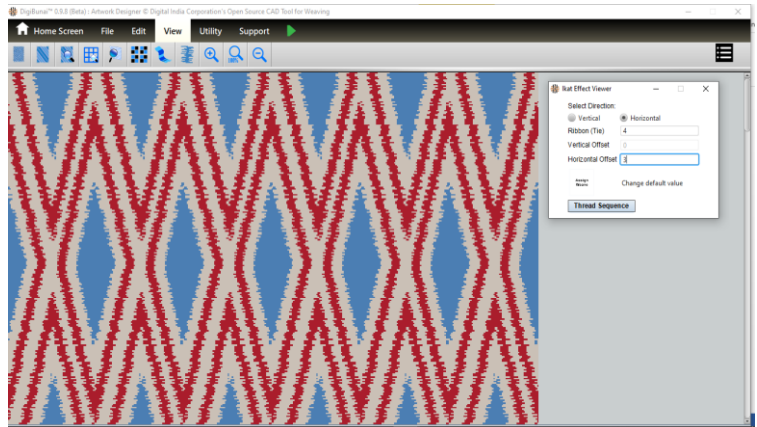 DigiBunai™ 0.9.8 (Beta) : Artwork Designer © Digital India Corporation's Open Source CAD Tool for Weaving
Home Screen File Edit View Utility Support
Ikat Effect Viewer
Select Direction:
Vertical Horizontal
Ribbon (Tie) 4
Vertical Offset 0
Horizontal Offset 3
Change default value
Thread Sequence